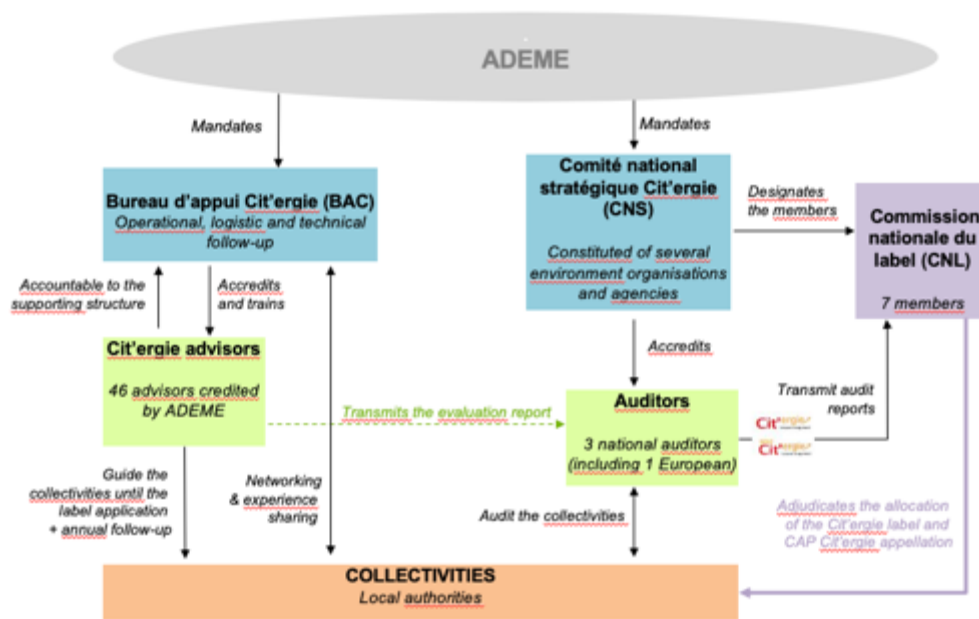 ADEME
Mandates
Mandates
Bureau d'appui Cit'ergie (BAC)
Operational, logistic and technical
follow-up
Comité national
stratégique Cit'ergie
(CNS)
Constituted of several
environment organisations
and agencies
Designates
the members
Commission
nationale du
label (CNL)
7 members
Accountable to the
supporting structure
Accredits
and trains
Accredits
Cit'ergie advisors
46 advisors credited
by ADEME
Transmits the evaluation report
Auditors
3 national auditors
(including 1 European)
Transmit audit
reports
Cit'ergie
Cit'ergie
Guide the
collectivities until the
label application
+ annual follow-up
Networking
& experience
sharing
Audit the collectivities
Adjudicates the allocation
of the Cit'ergie label and
CAP Cit'ergie appellation
COLLECTIVITIES
Local authorities